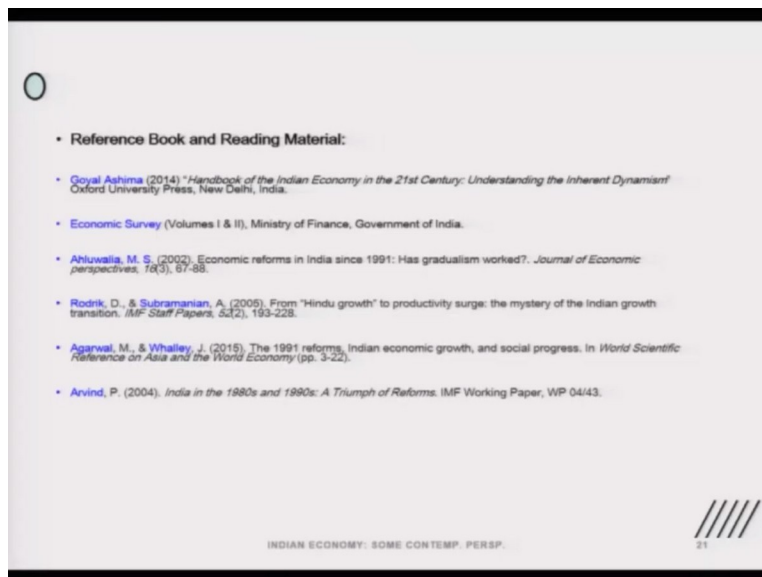 • Reference Book and Reading Material:
• Goyal Ashima (2014) "Handbook of the Indian Economy in the 21st Century: Understanding the Inherent Dynamism"
Oxford University Press, New Delhi, India.
• Economic Survey (Volumes I & II), Ministry of Finance, Government of India.
• Ahluwalia, M. S. (2002). Economic reforms in India since 1991: Has gradualism worked?. Journal of Economic
perspectives, 16(3), 67-88.
• Rodrik, D., & Subramanian, A. (2005). From "Hindu growth" to productivity surge: the mystery of the Indian growth
transition. IMF Staff Papers, 52(2), 193-228.
• Agarwal, M., & Whalley, J. (2015). The 1991 reforms, Indian economic growth, and social progress. In World Scientific
Reference on Asia and the World Economy (pp. 3-22).
• Arvind, P. (2004). India in the 1980s and 1990s: A Triumph of Reforms. IMF Working Paper, WP 04/43.
INDIAN ECONOMY: SOME CONTEMP. PERSP.
21